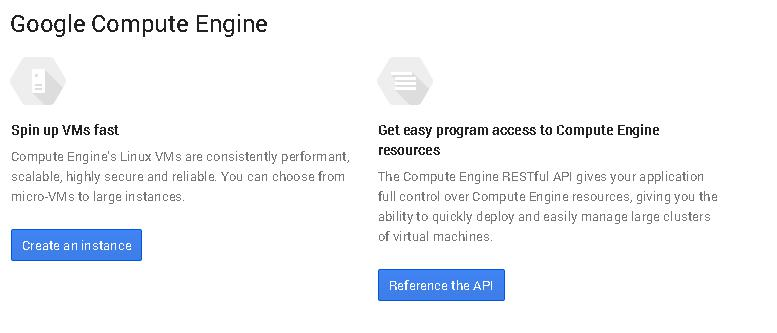 Google Compute Engine
Spin up VMs fast
Compute Engine's Linux VMs are consistently performant,
scalable, highly secure and reliable. You can choose from
micro-VMs to large instances.
Create an instance
Get easy program access to Compute Engine
resources
The Compute Engine RESTful API gives your application
full control over Compute Engine resources, giving you the
ability to quickly deploy and easily manage large clusters
of virtual machines.
Reference the API